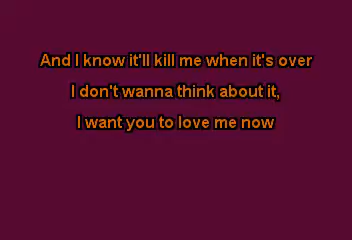 And I know it'll kill me when it's over
I don't wanna think about it,
I want you to love me now